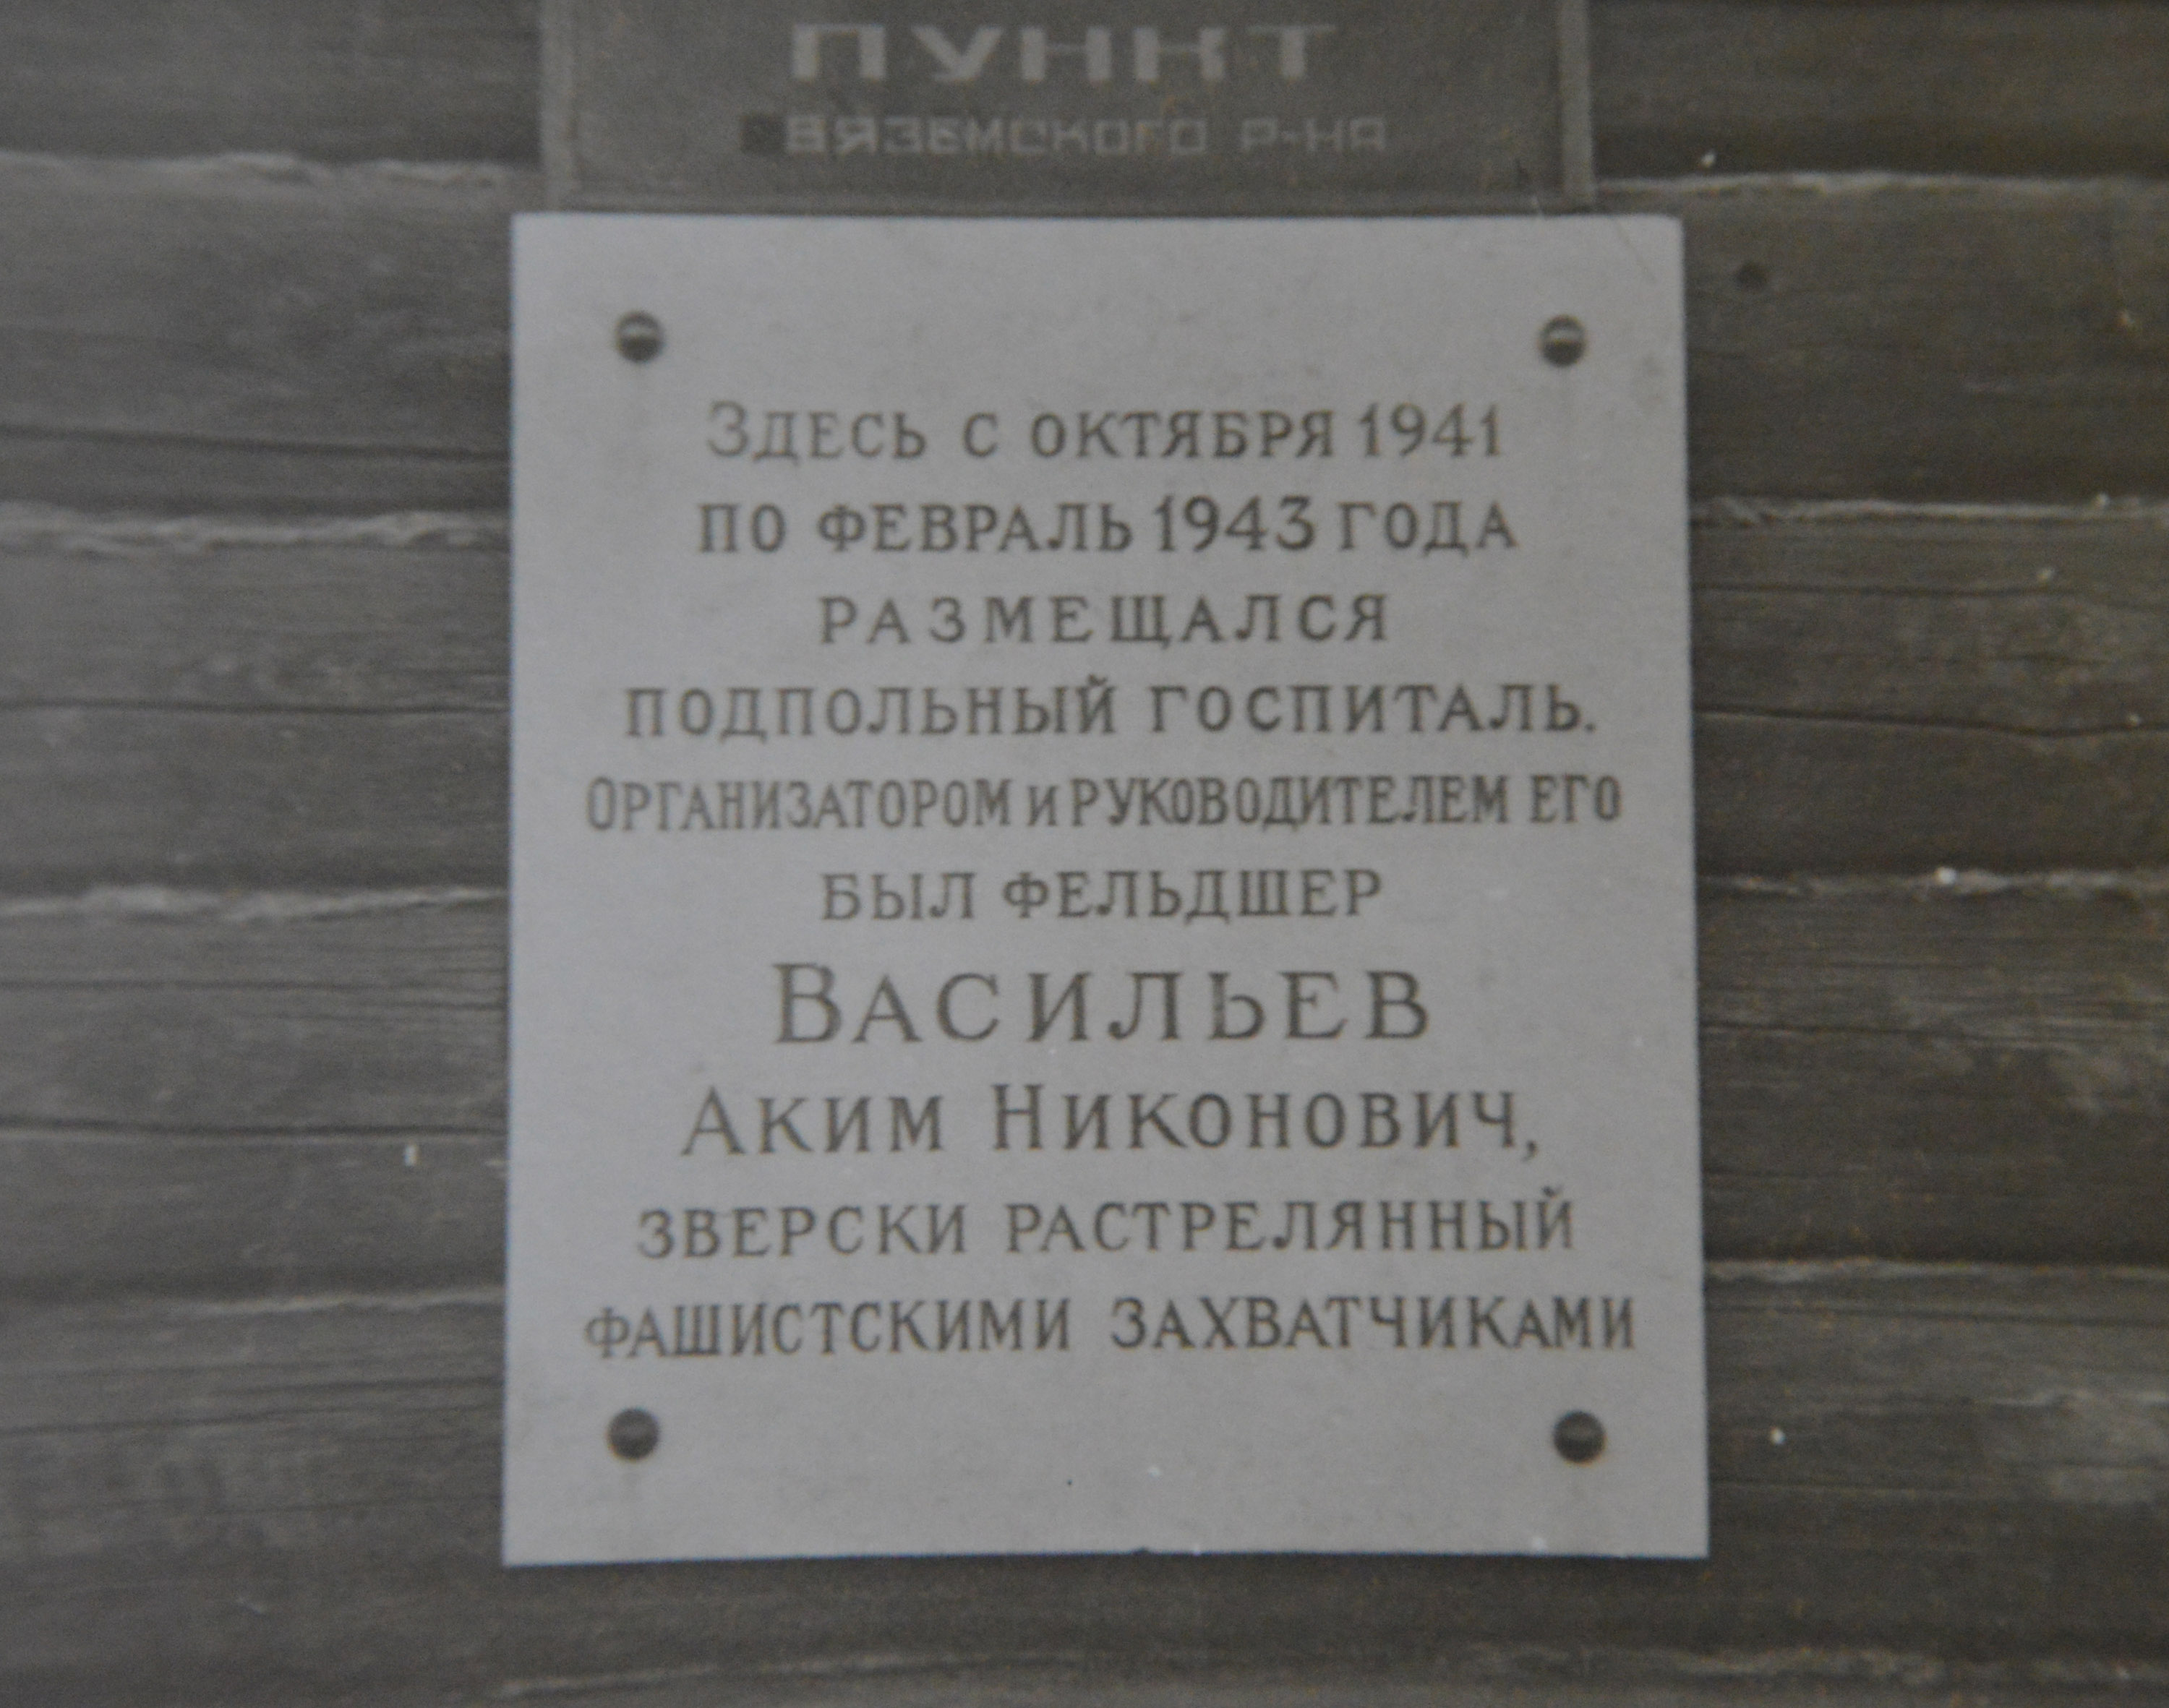 ПУНКТ
ВЯЗЕМСКОГО Р-НА
ЗДЕСЬ С ОКТЯБРЯ 1941
ПО ФЕВРАЛЬ 1943 ГОДА
РАЗМЕЩАЛСЯ
ПОДПОЛЬНЫЙ ГОСПИТАЛЬ.
ОРГАНИЗАТОРОМ И РУКОВОДИТЕЛЕМ ЕГО
БЫЛ ФЕЛЬДШЕР
ВАСИЛЬЕВ
АКИМ НИКОНОВИЧ,
ЗВЕРСКИ РАСТРЕЛЯННЫЙ
ФАШИСТСКИМИ ЗАХВАТЧИКАМИ